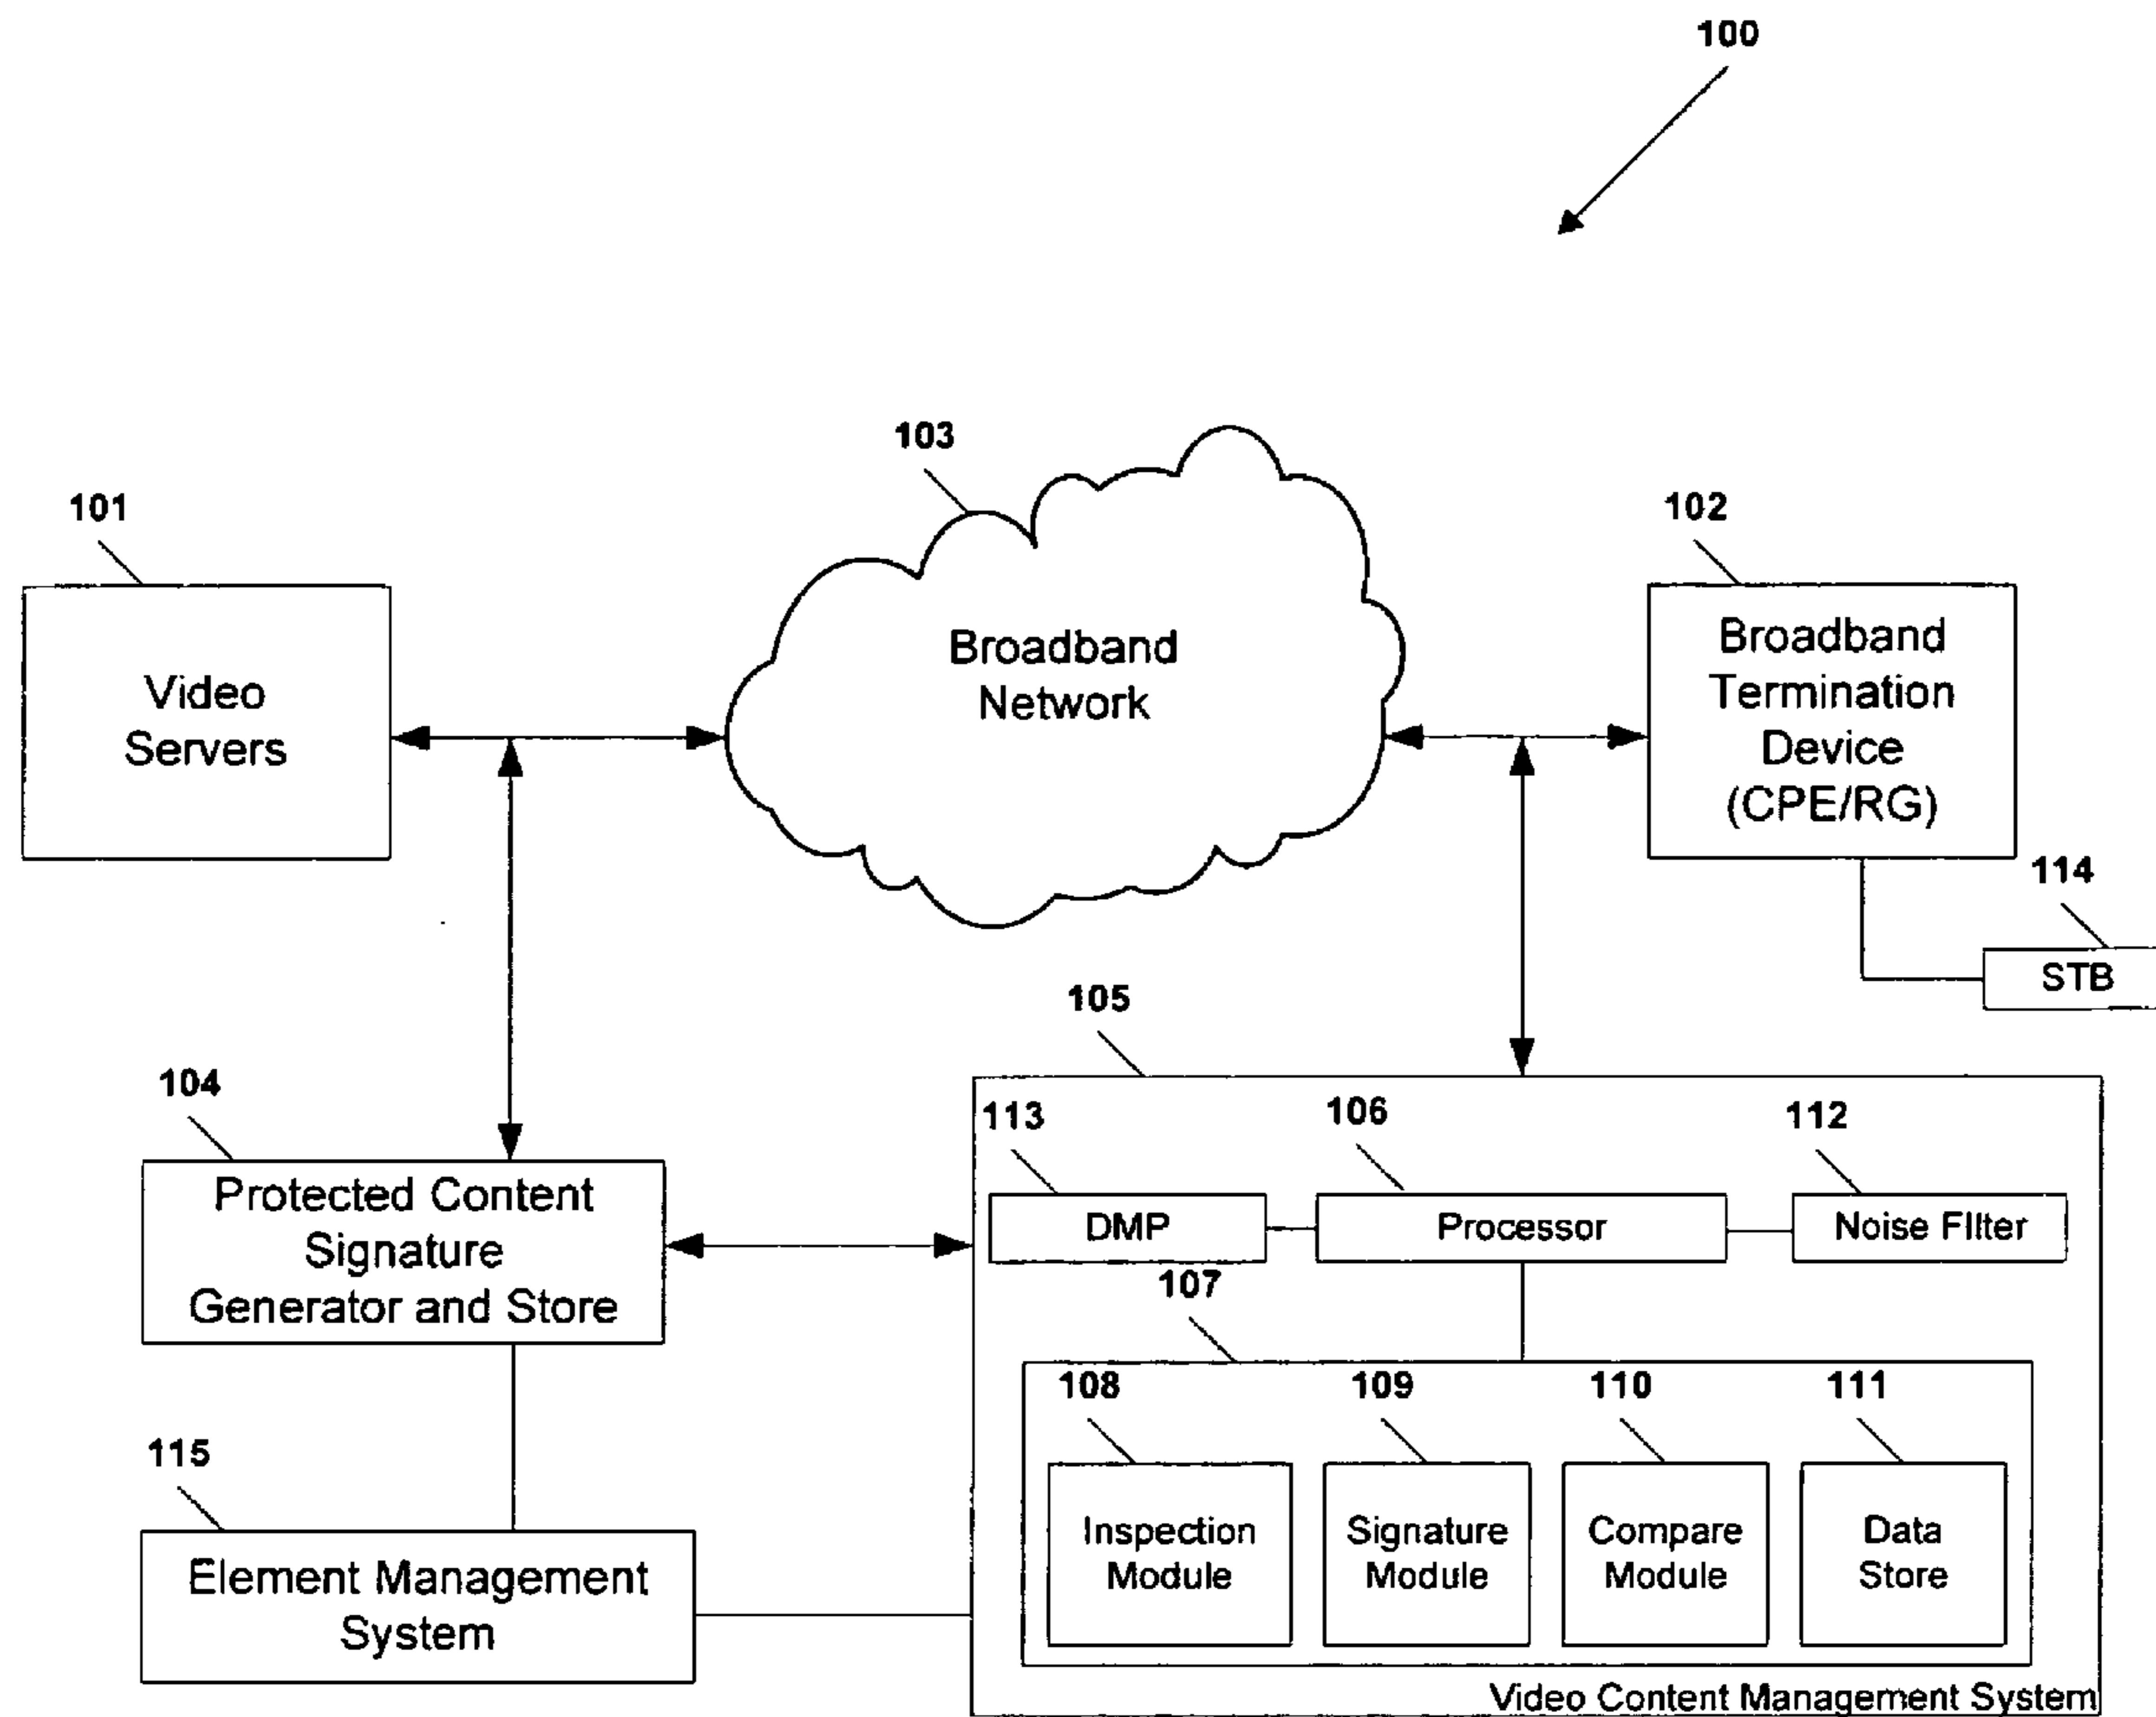 100
103
101
102
Broadband
Network
Video
Servers
Broadband
Termination
Device
(CPE/RG)
114
STB
105
104
113
106
112
Protected Content
Signature
Generator and Store
DMP
Processor
Noise FIlter
107
108
109
110
111
115
Inspection
Module
Signature
Module
Compare
Module
Data
Store
Element Management
System
Video Content Management System